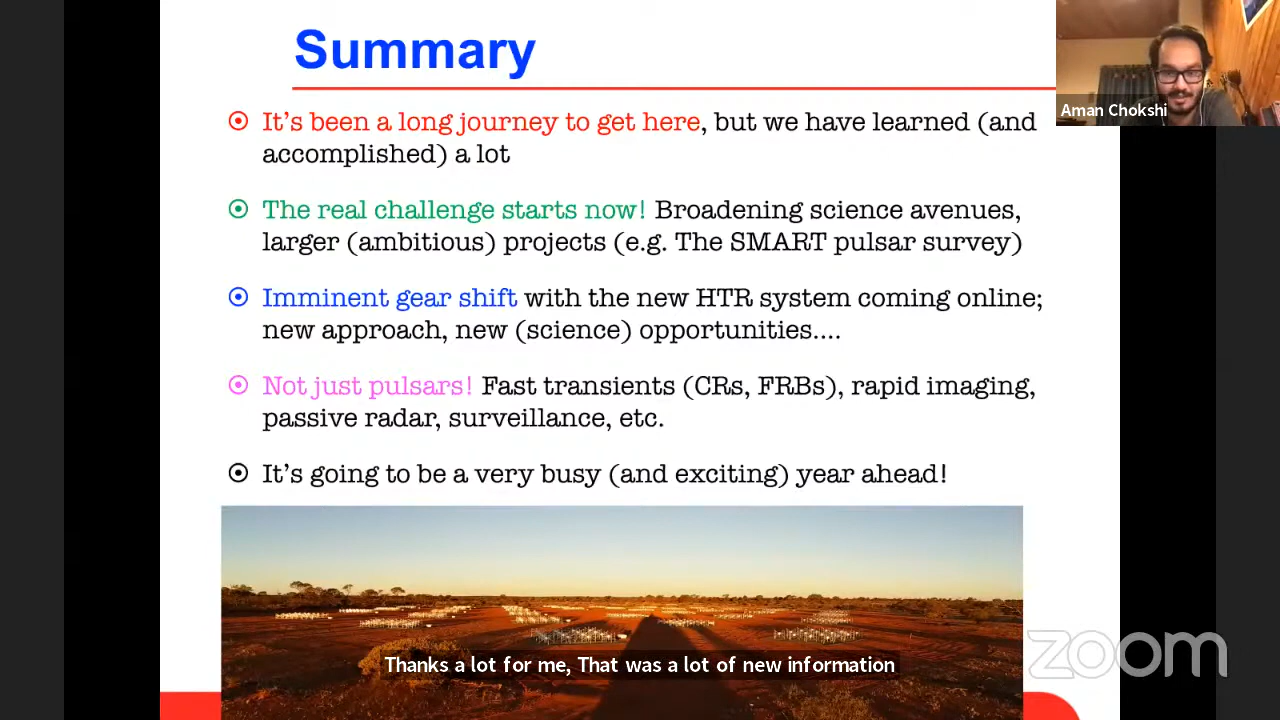 Summary
Aman Chokshi
It's been a long journey to get here, but we have learned (and
accomplished) a lot
The real challenge starts now! Broadening science avenues,
larger (ambitious) projects (e.g. The SMART pulsar survey)
Imminent gear shift with the new HTR system coming online;
new approach, new (science) opportunities....
Not just pulsars! Fast transients (CRs, FRBs), rapid imaging,
passive radar, surveillance, etc.
It's going to be a very busy (and exciting) year ahead!
Thanks a lot for me, That was a lot of new information
zoom